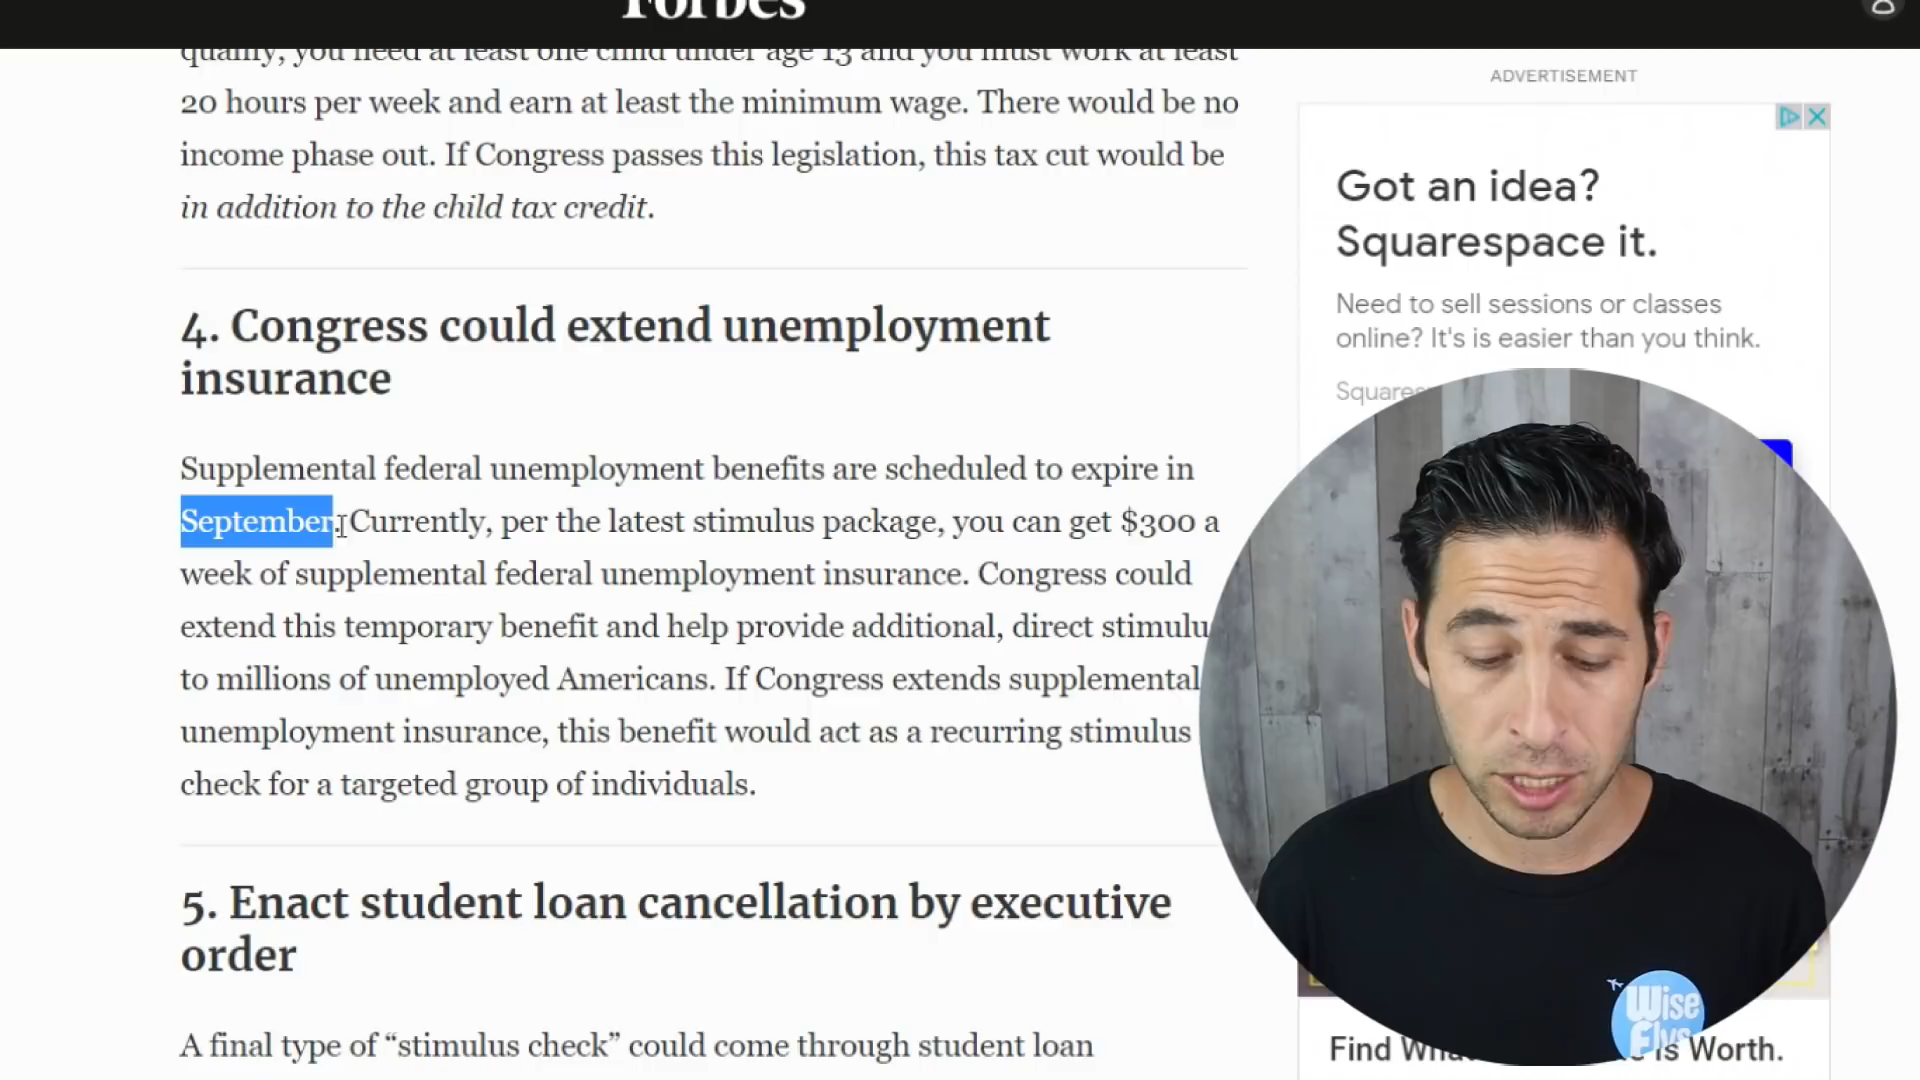 Forbes
qualify, you need at least one child under age 13 and you must work at least
20 hours per week and earn at least the minimum wage. There would be no
income phase out. If Congress passes this legislation, this tax cut would be
in addition to the child tax credit.
4. Congress could extend unemployment
insurance
Supplemental federal unemployment benefits are scheduled to expire in
September. Currently, per the latest stimulus package, you can get $300 a
week of supplemental federal unemployment insurance. Congress could
extend this temporary benefit and help provide additional, direct stimulu
to millions of unemployed Americans. If Congress extends supplemental
unemployment insurance, this benefit would act as a recurring stimulus
check for a targeted group of individuals.
5. Enact student loan cancellation by executive
order
A final type of “stimulus check” could come through student loan
ADVERTISEMENT
Got an idea?
Squarespace it.
Need to sell sessions or classes
online? It's is easier than you think.
Squares
Wise
Flys
Find Is Worth.